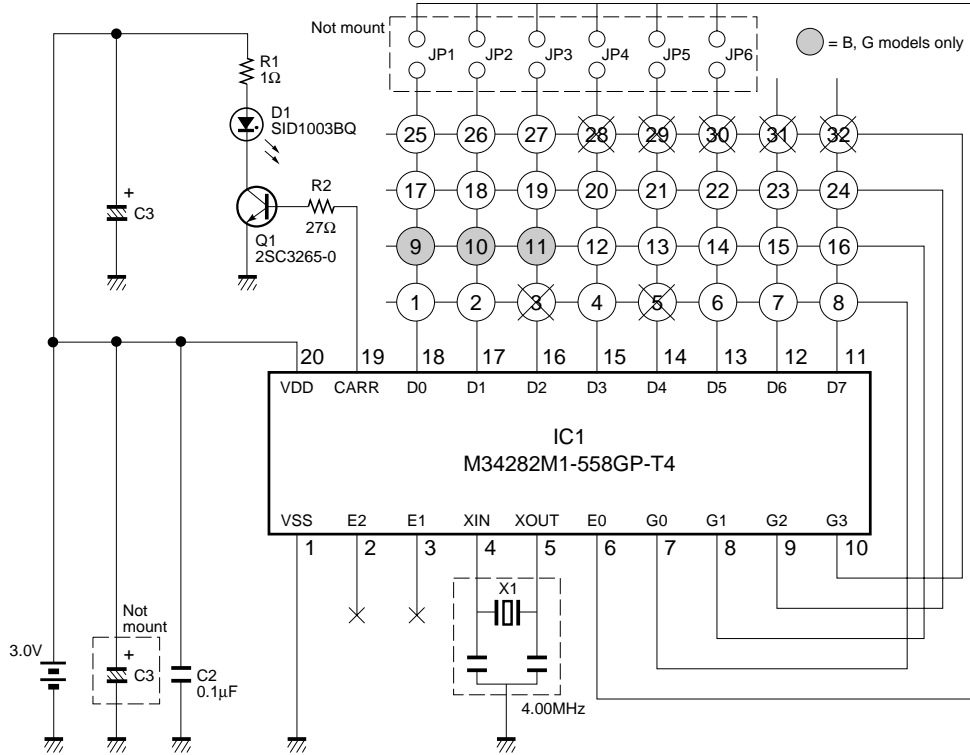 Not mount
JP1 JP2 JP3 JP4 JP5 JP6
= B, G models only
R1
1Ω
D1
SID1003BQ
R2
27Ω
Q1
2SC3265-0
+
C3
25 26 27 28 29 30 31 32
17 18 19 20 21 22 23 24
9 10 11 12 13 14 15 16
1 2 3 4 5 6 7 8
20 19 18 17 16 15 14 13 12 11
VDD CARR D0 D1 D2 D3 D4 D5 D6 D7
IC1
M34282M1-558GP-T4
VSS E2 E1 XIN XOUT E0 G0 G1 G2 G3
1 2 3 4 5 6 7 8 9 10
X1
4.00MHz
Not
mount
3.0V
+
C3
C2
0.1µF